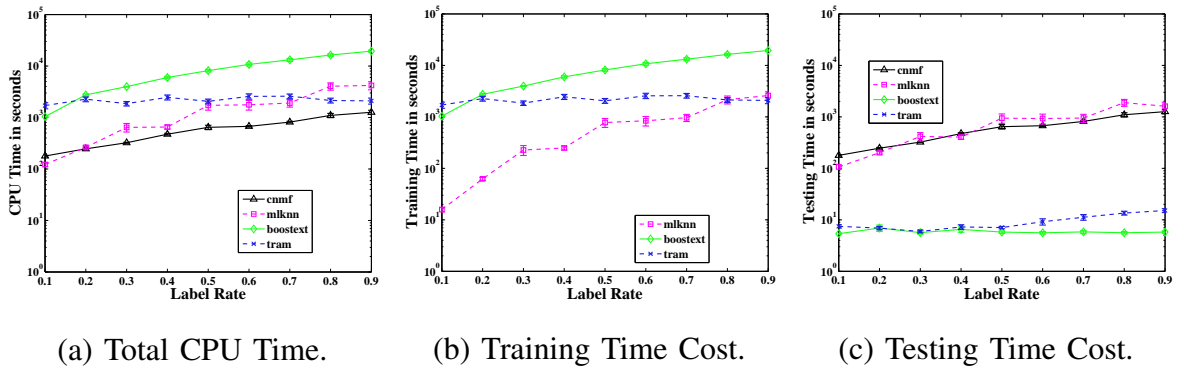 10^5
10^4
10^3
10^2
10^1
10^0
CPU Time in seconds
0.1 0.2 0.3 0.4 0.5 0.6 0.7 0.8 0.9
Label Rate
cnmf
mlknn
boostext
tram
(a) Total CPU Time.
10^5
10^4
10^3
10^2
10^1
10^0
Training Time in seconds
0.1 0.2 0.3 0.4 0.5 0.6 0.7 0.8 0.9
Label Rate
mlknn
boostext
tram
(b) Training Time Cost.
10^5
10^4
10^3
10^2
10^1
10^0
Testing Time in seconds
0.1 0.2 0.3 0.4 0.5 0.6 0.7 0.8 0.9
Label Rate
cnmf
mlknn
boostext
tram
(c) Testing Time Cost.